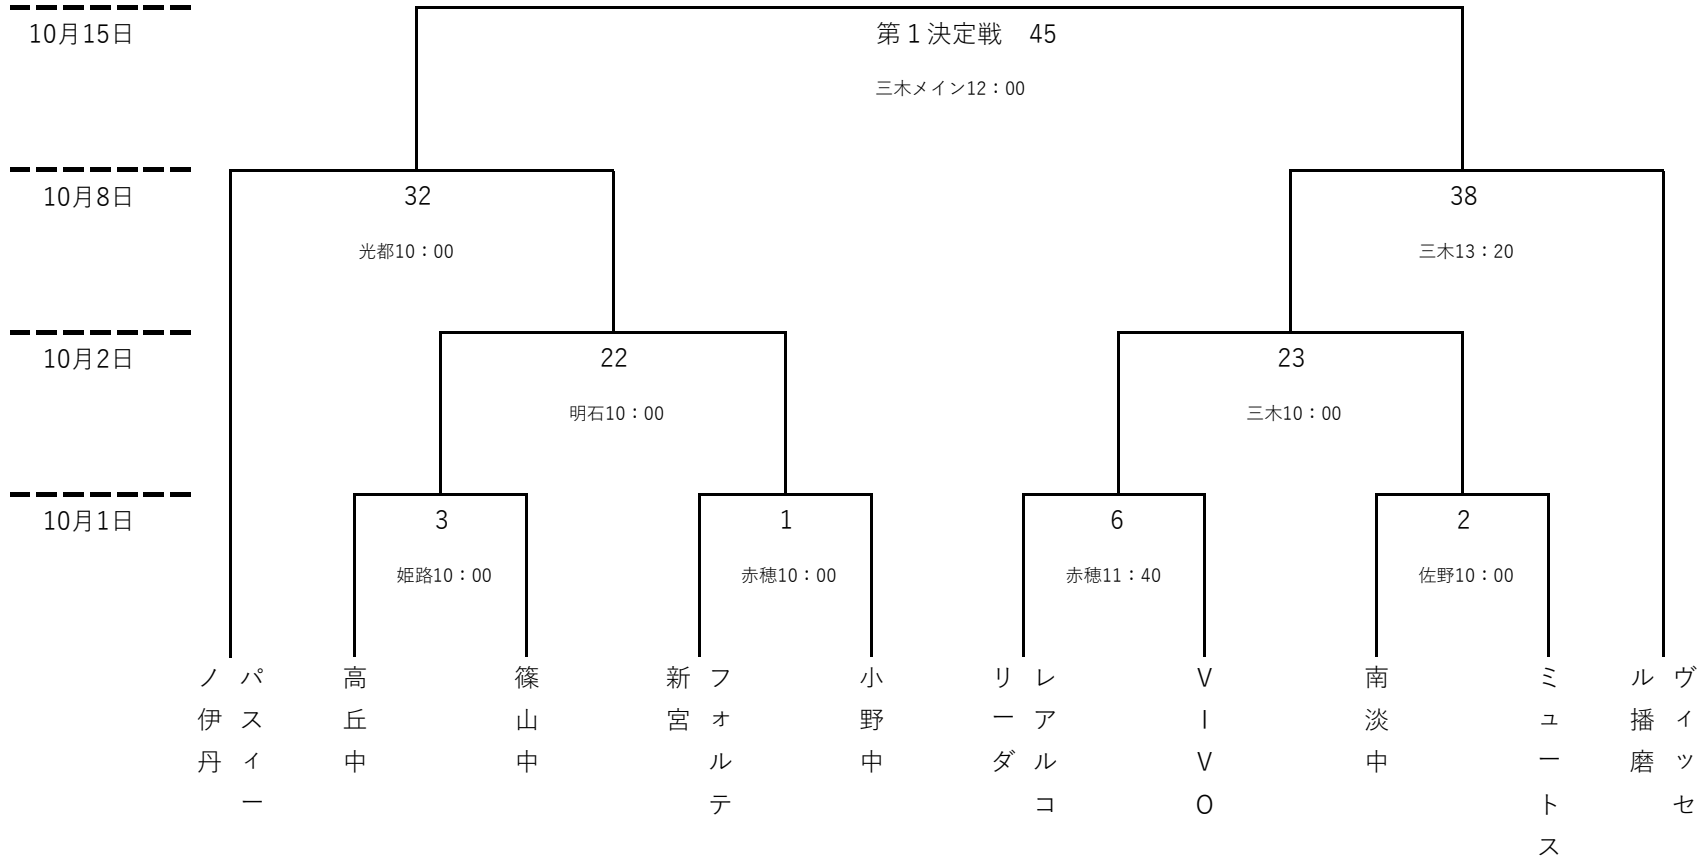 10月15日
第１決定戦　45
三木メイン12：00
10月8日
32
38
光都10：00
三木13：20
10月2日
22
23
明石10：00
三木10：00
10月1日
3
1
6
2
姫路10：00
赤穂10：00
赤穂11：40
佐野10：00
パスィーノ伊丹
高丘中
篠山中
フォルテ新宮
小野中
レアルコリーダ
VIVO
南淡中
ミュートス
ヴィッセル播磨